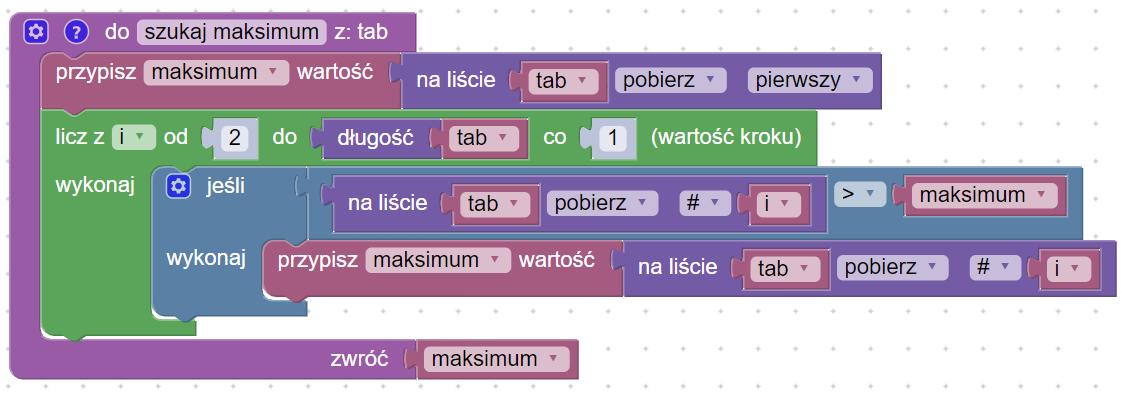 ? do szukaj maksimum z: tab
przypisz maksimum wartość na liście tab pobierz pierwszy
licz z i od 2 do długość tab co 1 (wartość kroku)
wykonaj jeśli na liście tab pobierz # i > maksimum
wykonaj przypisz maksimum wartość na liście tab pobierz # i
zwróć maksimum